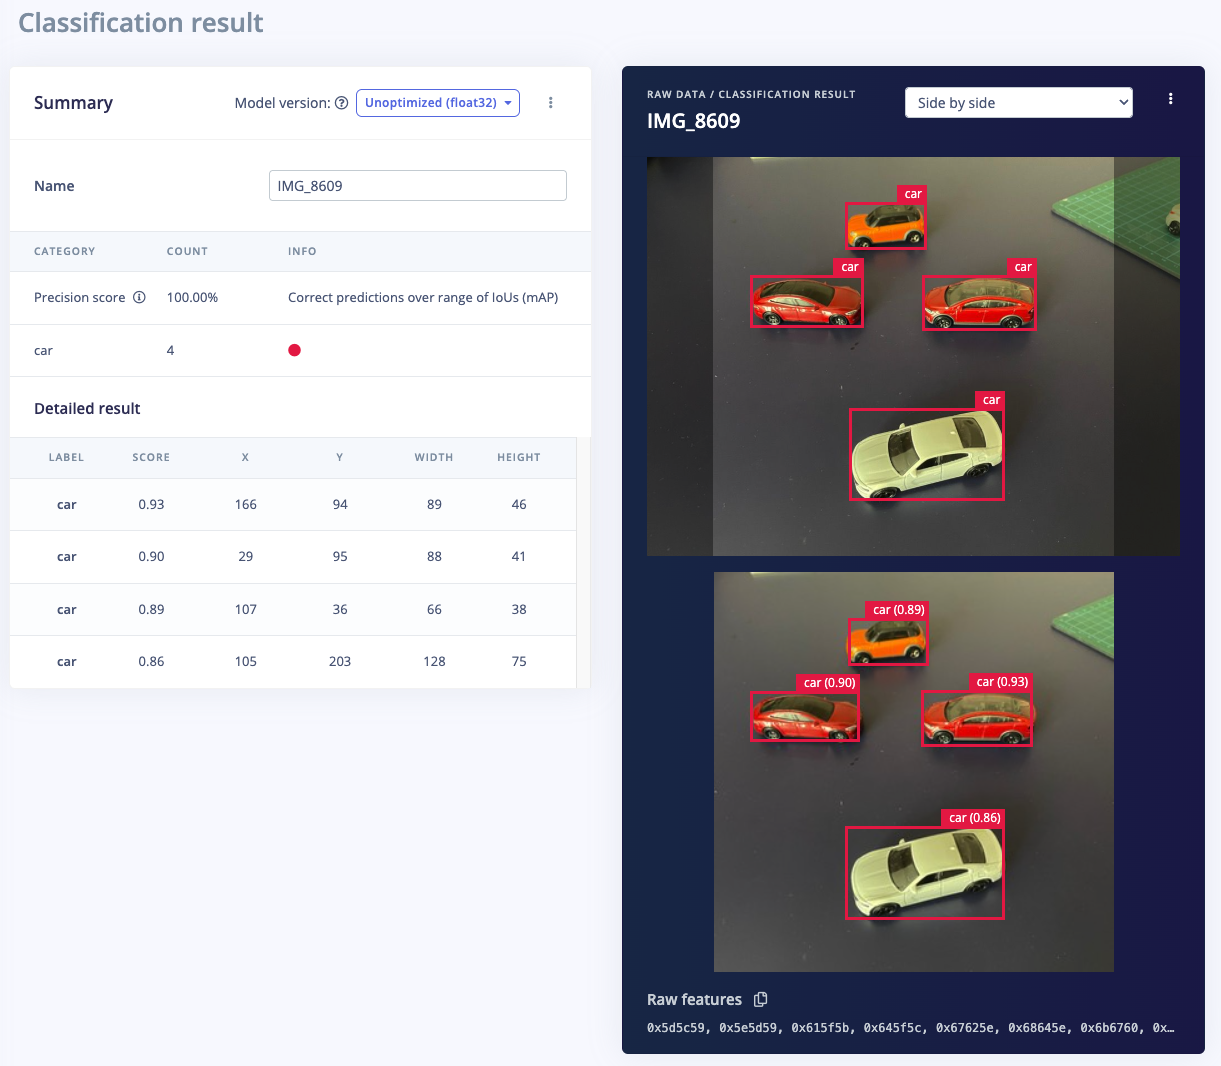 Classification result
Summary
Model version:
Unoptimized (float32)
Name
IMG_8609
CATEGORY COUNT INFO
Precision score 100.00% Correct predictions over range of IoUs (mAP)
car 4
Detailed result
LABEL SCORE X Y WIDTH HEIGHT
car 0.93 166 94 89 46
car 0.90 29 95 88 41
car 0.89 107 36 66 38
car 0.86 105 203 128 75
RAW DATA / CLASSIFICATION RESULT
IMG_8609
Side by side
car
car
car
car
car (0.89)
car (0.90)
car (0.93)
car (0.86)
Raw features
0x5d5c59, 0x5e5d59, 0x615f5b, 0x645f5c, 0x67625e, 0x68645e, 0x6b6760, 0x…